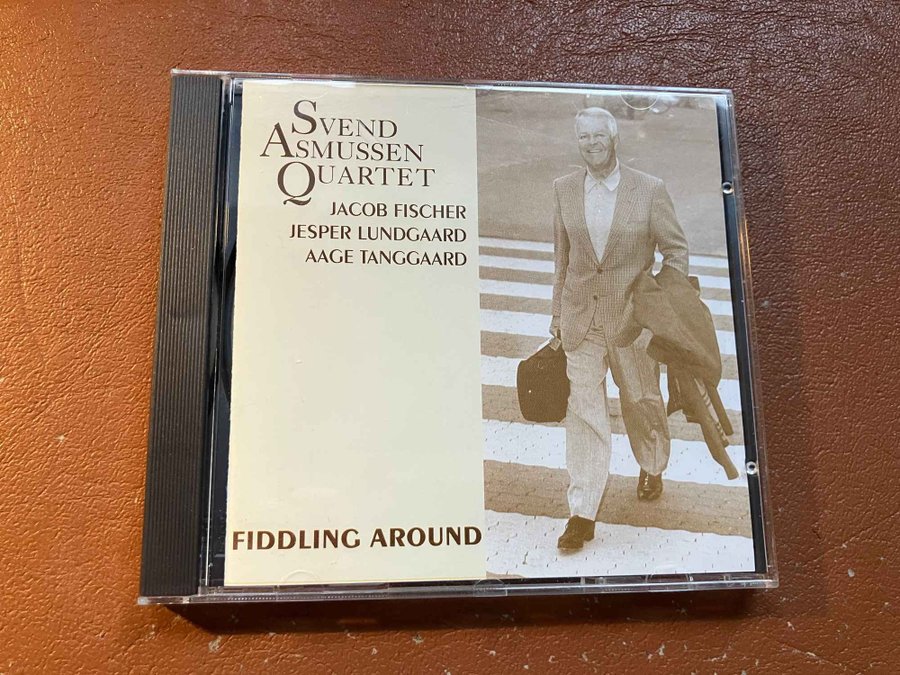 SVEND
ASMUSSEN
QUARTET
JACOB FISCHER
JESPER LUNDGAARD
AAGE TANGGAARD
FIDDLING AROUND